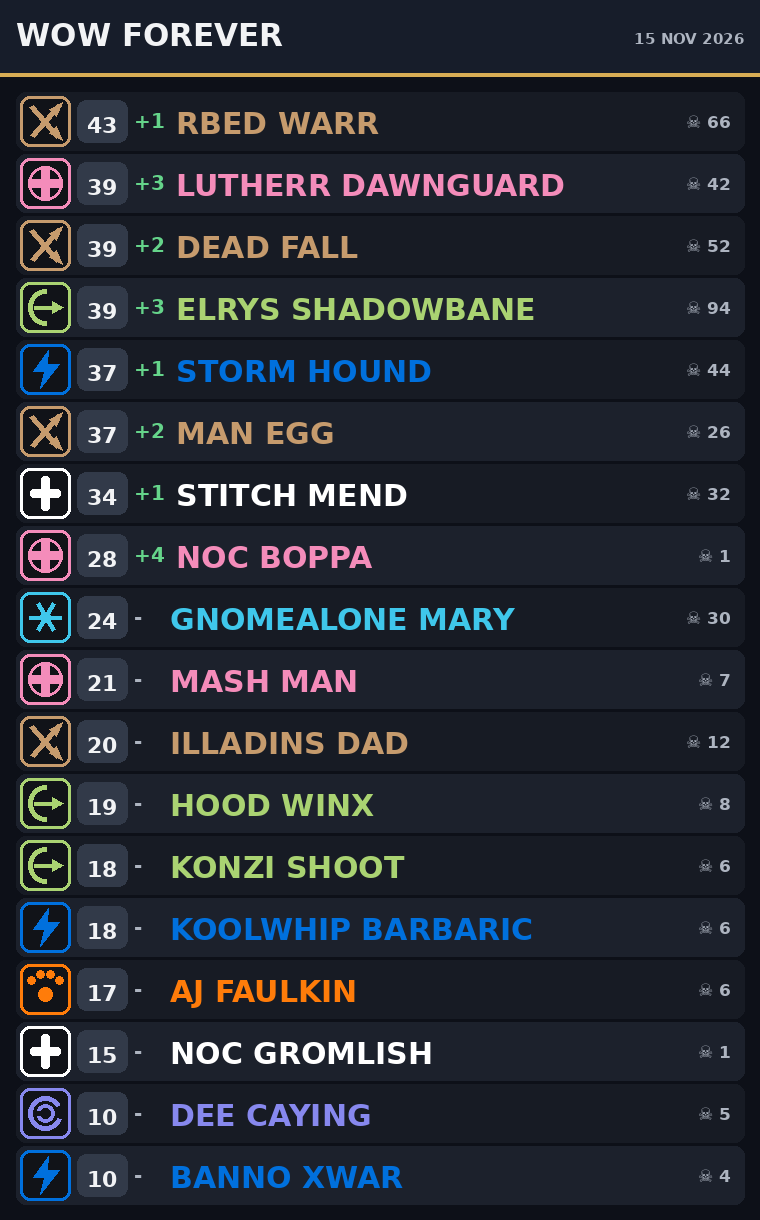 WOW FOREVER 15 NOV 2026
43 +1 RBED WARR ☠ 66
39 +3 LUTHERR DAWNGUARD ☠ 42
39 +2 DEAD FALL ☠ 52
39 +3 ELRYS SHADOWBANE ☠ 94
37 +1 STORM HOUND ☠ 44
37 +2 MAN EGG ☠ 26
34 +1 STITCH MEND ☠ 32
28 +4 NOC BOPPA ☠ 1
24 - GNOMEALONE MARY ☠ 30
21 - MASH MAN ☠ 7
20 - ILLADINS DAD ☠ 12
19 - HOOD WINX ☠ 8
18 - KONZI SHOOT ☠ 6
18 - KOOLWHIP BARBARIC ☠ 6
17 - AJ FAULKIN ☠ 6
15 - NOC GROMLISH ☠ 1
10 - DEE CAYING ☠ 5
10 - BANNO XWAR ☠ 4